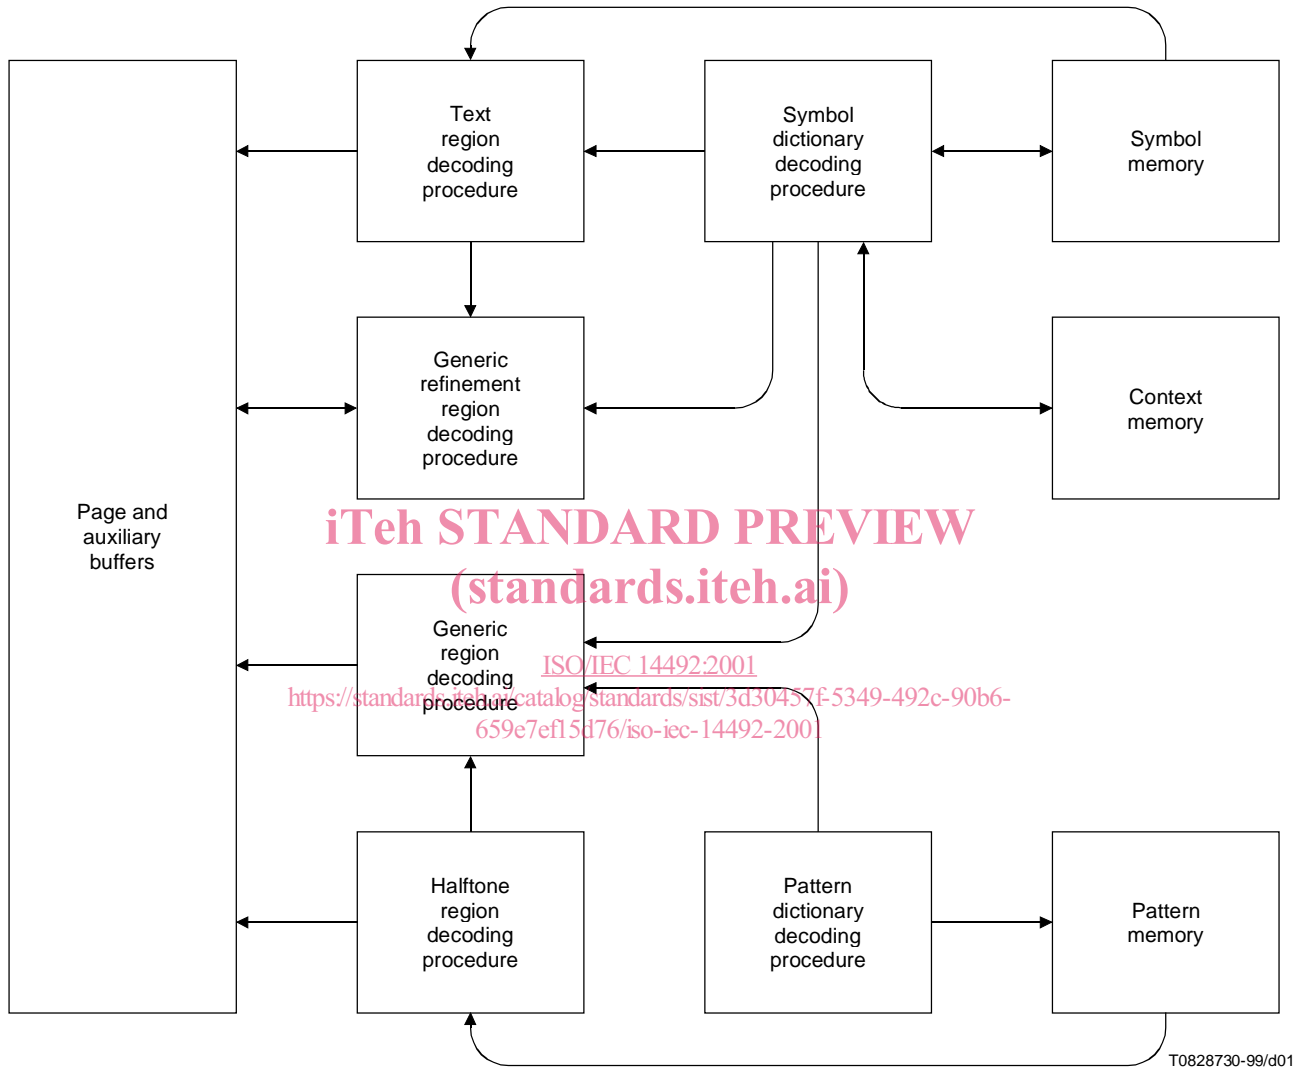 Text
region
decoding
procedure
Symbol
dictionary
decoding
procedure
Symbol
memory
Generic
refinement
region
decoding
procedure
Context
memory
Page and
auxiliary
buffers
iTeh STANDARD PREVIEW
(standards.iteh.ai)
Generic
region
decoding
procedure
ISO/IEC 14492:2001
https://standards.iteh.ai/catalog/standards/sist/3d30457f-5349-492c-90b6-
659e7ef15d76/iso-iec-14492-2001
Halftone
region
decoding
procedure
Pattern
dictionary
decoding
procedure
Pattern
memory
T0828730-99/d01